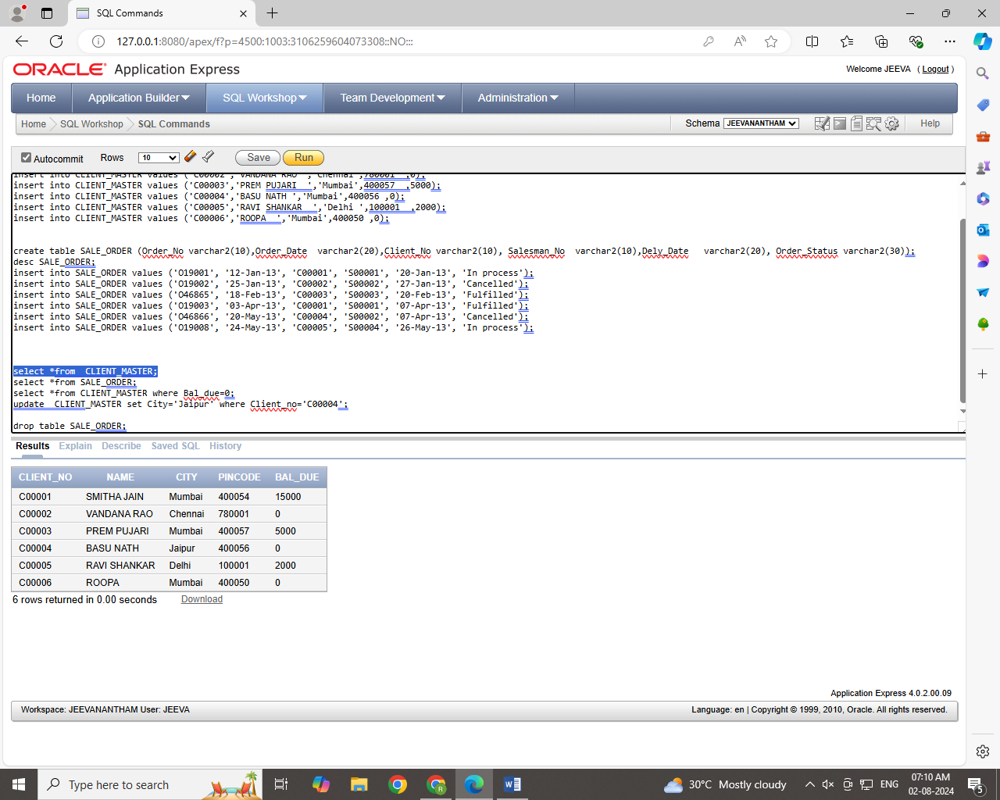 SQL Commands
127.0.0.1:8080/apex/f?p=4500:1003:3106259604073308::NO:::
ORACLE Application Express
Welcome JEEVA ( Logout )
Home Application Builder SQL Workshop Team Development Administration
Home SQL Workshop SQL Commands Schema JEEVANANTHAM Help
Autocommit Rows 10 Save Run
insert into CLIENT_MASTER values ('C00002','VANDANA RAO ','Chennai',780001 ,0);
insert into CLIENT_MASTER values ('C00003','PREM PUJARI  ','Mumbai',400057  ,5000);
insert into CLIENT_MASTER values ('C00004','BASU NATH ','Mumbai',400056 ,0);
insert into CLIENT_MASTER values ('C00005','RAVI SHANKAR  ','Delhi ',100001  ,2000);
insert into CLIENT_MASTER values ('C00006','ROOPA  ','Mumbai',400050 ,0);
create table SALE_ORDER (Order_No varchar2(10),Order_Date  varchar2(20),Client_No varchar2(10), Salesman_No  varchar2(10),Dely_Date   varchar2(20), Order_Status varchar2(30));
desc SALE_ORDER;
insert into SALE_ORDER values ('O19001', '12-Jan-13', 'C00001', 'S00001', '20-Jan-13', 'In process');
insert into SALE_ORDER values ('O19002', '25-Jan-13', 'C00002', 'S00002', '27-Jan-13', 'Cancelled');
insert into SALE_ORDER values ('O46865', '18-Feb-13', 'C00003', 'S00003', '20-Feb-13', 'Fulfilled');
insert into SALE_ORDER values ('O19003', '03-Apr-13', 'C00001', 'S00001', '07-Apr-13', 'Fulfilled');
insert into SALE_ORDER values ('O46866', '20-May-13', 'C00004', 'S00002', '07-Apr-13', 'Cancelled');
insert into SALE_ORDER values ('O19008', '24-May-13', 'C00005', 'S00004', '26-May-13', 'In process');
select *from  CLIENT_MASTER;
select *from SALE_ORDER;
select *from CLIENT_MASTER where Bal_due=0;
update  CLIENT_MASTER set City='Jaipur' where Client_no='C00004';
drop table SALE_ORDER;
Results Explain Describe Saved SQL History
CLIENT_NO NAME CITY PINCODE BAL_DUE
C00001 SMITHA JAIN Mumbai 400054 15000
C00002 VANDANA RAO Chennai 780001 0
C00003 PREM PUJARI Mumbai 400057 5000
C00004 BASU NATH Jaipur 400056 0
C00005 RAVI SHANKAR Delhi 100001 2000
C00006 ROOPA Mumbai 400050 0
6 rows returned in 0.00 seconds Download
Application Express 4.0.2.00.09
Workspace: JEEVANANTHAM User: JEEVA Language: en | Copyright © 1999, 2010, Oracle. All rights reserved.
Type here to search 30°C Mostly cloudy ENG 07:10 AM
02-08-2024 5